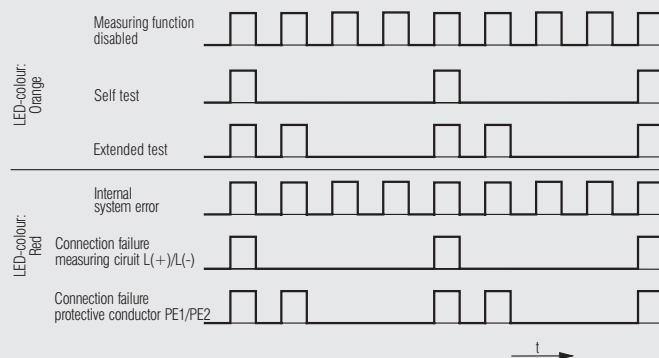 LED-colour:
Orange
Measuring function
disabled
Self test
Extended test
LED-colour:
Red
Internal
system error
Connection failure
measuring ciruit L(+)/L(-)
Connection failure
protective conductor PE1/PE2
t